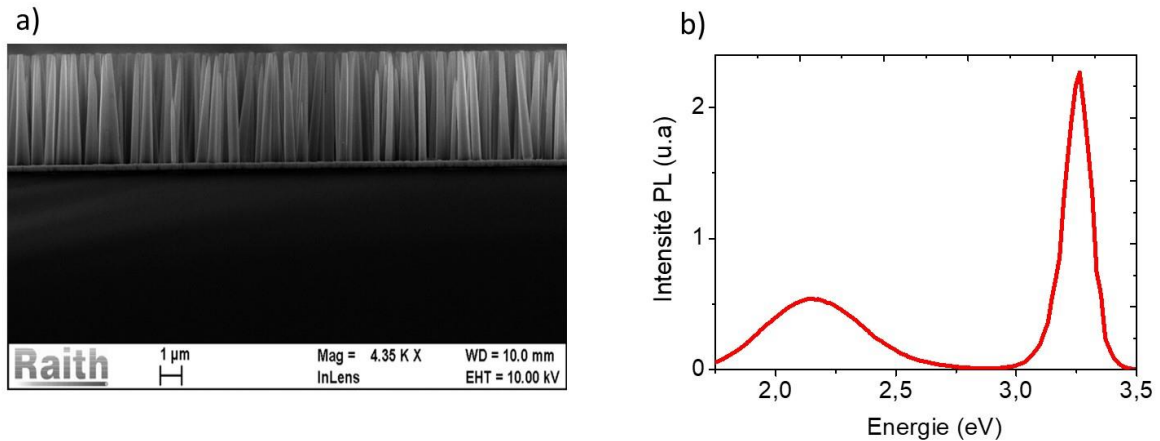 a)
Raith
1 µm
Mag = 4.35 K X
WD = 10.0 mm
InLens
EHT = 10.00 kV
b)
Intensité PL (u.a)
2
1
0
2,0
2,5
3,0
3,5
Energie (eV)